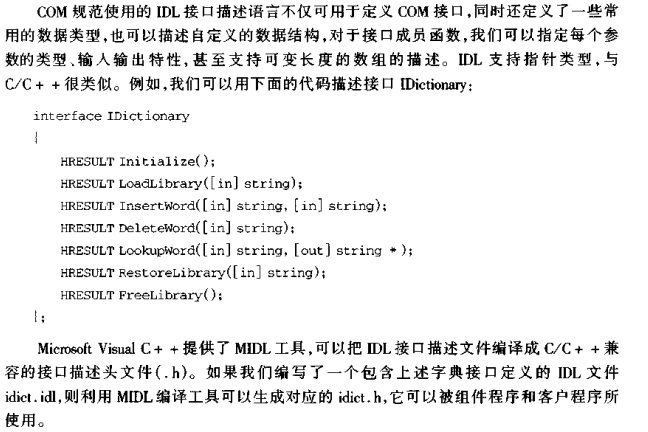 COM 规范使用的 IDL 接口描述语言不仅可用于定义 COM 接口,同时还定义了一些常
用的数据类型,也可以描述自定义的数据结构,对于接口成员函数,我们可以指定每个参
数的类型、输入输出特性,甚至支持可变长度的数组的描述。IDL 支持指针类型,与
C/C++很类似。例如,我们可以用下面的代码描述接口 IDictionary:
interface IDictionary
{
HRESULT Initialize();
HRESULT LoadLibrary([in] string);
HRESULT InsertWord([in] string, [in] string);
HRESULT DeleteWord([in] string);
HRESULT LookupWord([in] string, [out] string *);
HRESULT RestoreLibrary([in] string);
HRESULT FreeLibrary();
};
Microsoft Visual C++提供了 MIDL 工具,可以把 IDL 接口描述文件编译成 C/C++兼
容的接口描述头文件(.h)。如果我们编写了一个包含上述字典接口定义的 IDL 文件
idict.idl,则利用 MIDL 编译工具可以生成对应的 idict.h,它可以被组件程序和客户程序所
使用。